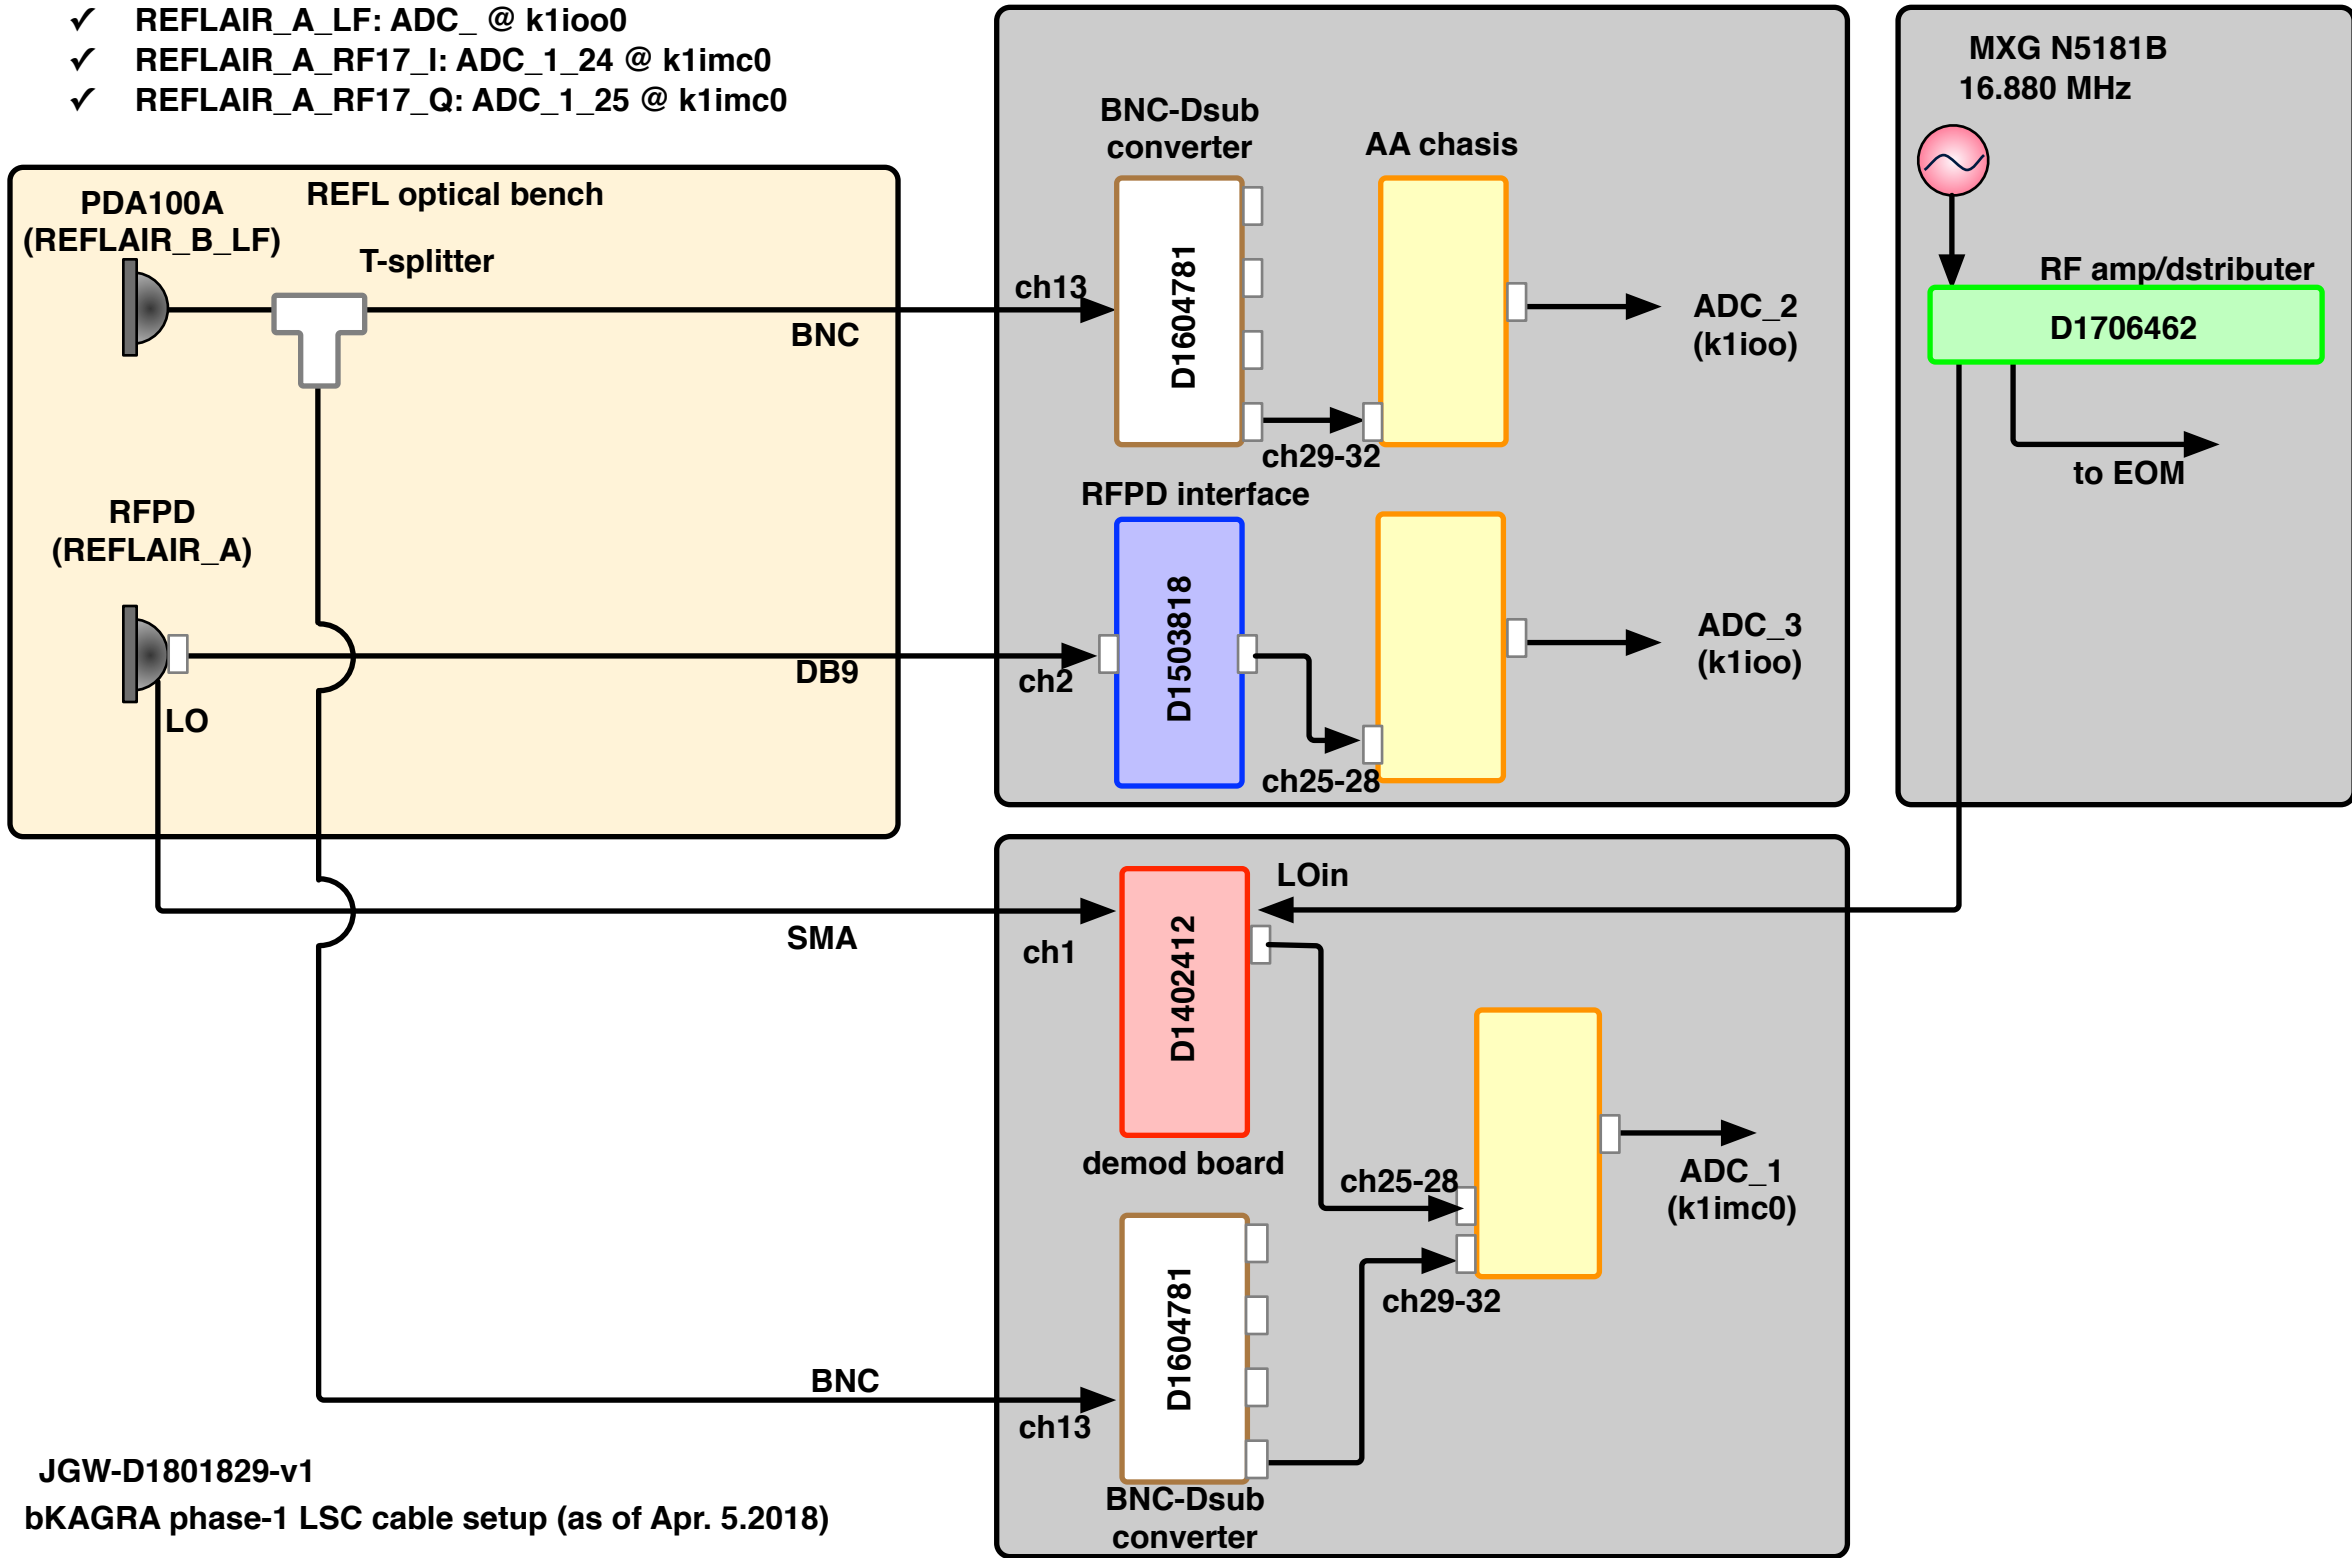 ✓ REFLAIR_A_LF: ADC_ @ k1ioo0
✓ REFLAIR_A_RF17_I: ADC_1_24 @ k1imc0
✓ REFLAIR_A_RF17_Q: ADC_1_25 @ k1imc0
REFL optical bench
PDA100A
(REFLAIR_B_LF)
T-splitter
BNC
RFPD
(REFLAIR_A)
DB9
LO
SMA
BNC
BNC-Dsub
converter
AA chasis
ch13
D1604781
ch29-32
ADC_2
(k1ioo)
RFPD interface
D1503818
ch2
ch25-28
ADC_3
(k1ioo)
MXG N5181B
16.880 MHz
RF amp/dstributer
D1706462
to EOM
LOin
ch1
D1402412
demod board
ch25-28
ch29-32
ADC_1
(k1imc0)
D1604781
ch13
BNC-Dsub
converter
JGW-D1801829-v1
bKAGRA phase-1 LSC cable setup (as of Apr. 5.2018)